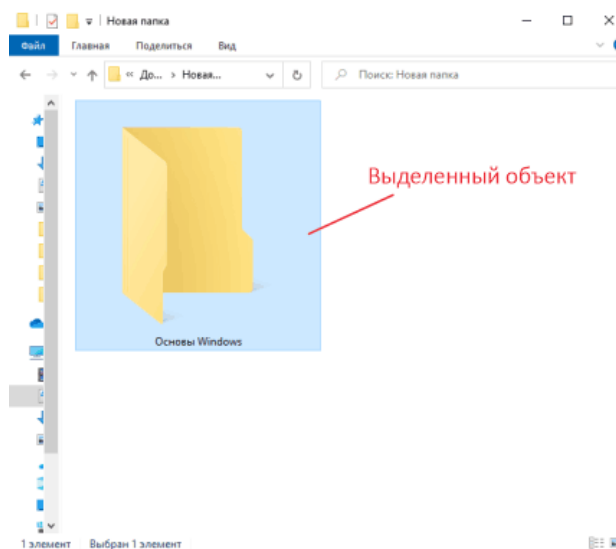 Новая папка
Файл Главная Поделиться Вид
« До... › Новая... Поиск: Новая папка
Выделенный объект
Основы Windows
1 элемент Выбран 1 элемент